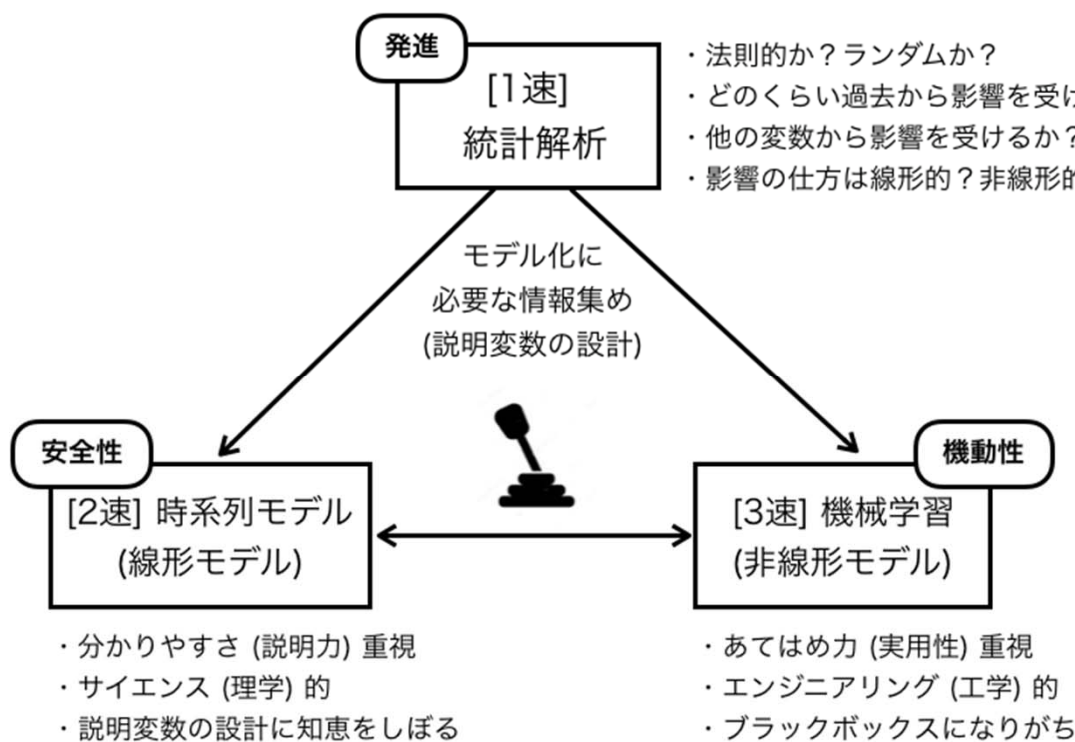 発進
[1速]
統計解析
・法則的か？ランダムか？
・どのくらい過去から影響を受け
・他の変数から影響を受けるか？
・影響の仕方は線形的？非線形的
モデル化に
必要な情報集め
(説明変数の設計)
安全性
[2速] 時系列モデル
(線形モデル)
・分かりやすさ (説明力) 重視
・サイエンス (理学) 的
・説明変数の設計に知恵をしぼる
機動性
[3速] 機械学習
(非線形モデル)
・あてはめ力 (実用性) 重視
・エンジニアリング (工学) 的
・ブラックボックスになりがち